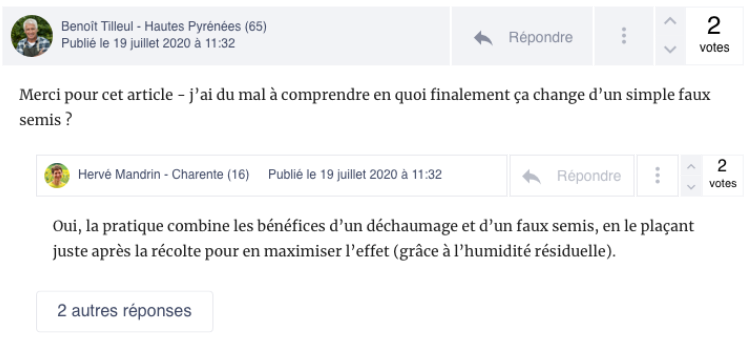 Benoît Tilleul - Hautes Pyrénées (65)
Publié le 19 juillet 2020 à 11:32
Répondre
2
votes
Merci pour cet article - j'ai du mal à comprendre en quoi finalement ça change d'un simple faux
semis ?
Hervé Mandrin - Charente (16) Publié le 19 juillet 2020 à 11:32
Répondre
2
votes
Oui, la pratique combine les bénéfices d'un déchaumage et d'un faux semis, en le plaçant
juste après la récolte pour en maximiser l'effet (grâce à l'humidité résiduelle).
2 autres réponses